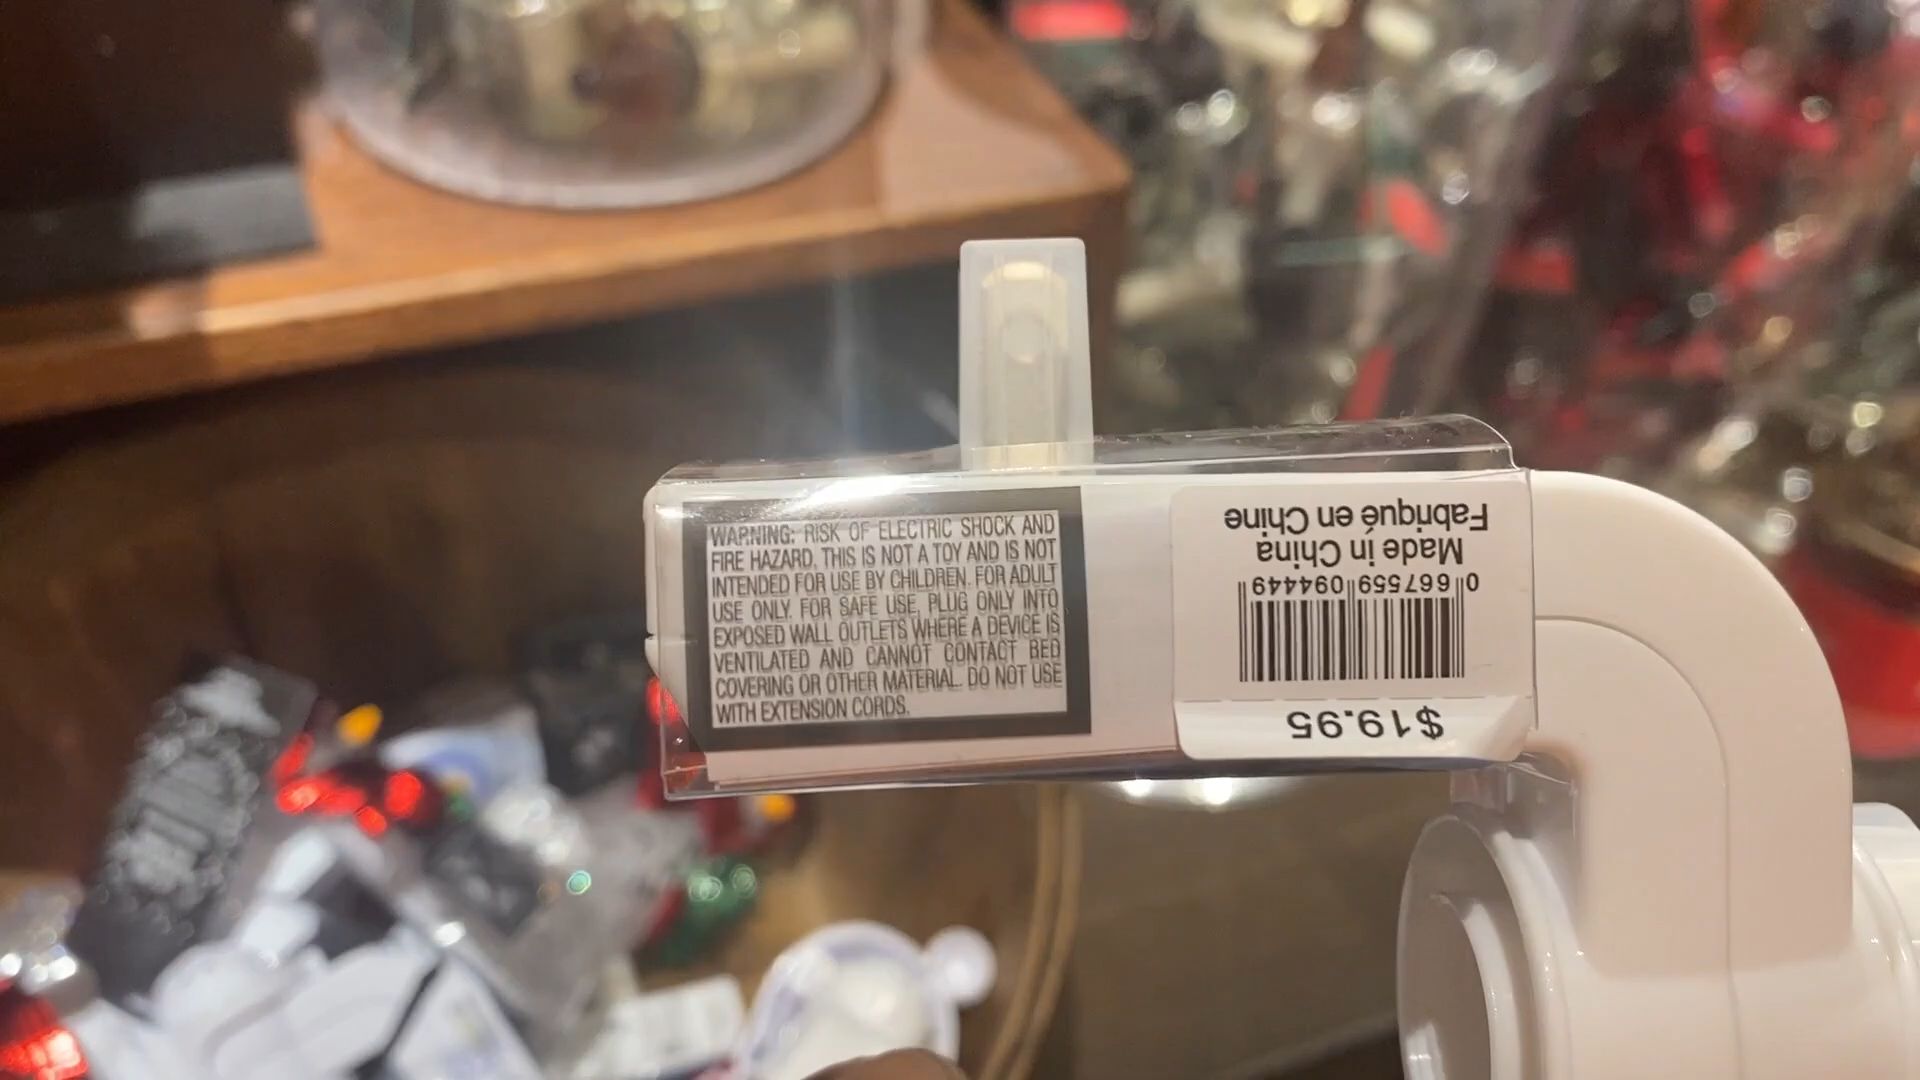 WARNING: RISK OF ELECTRIC SHOCK AND
FIRE HAZARD. THIS IS NOT A TOY AND IS NOT
INTENDED FOR USE BY CHILDREN. FOR ADULT
USE ONLY. FOR SAFE USE, PLUG ONLY INTO
EXPOSED WALL OUTLETS WHERE A DEVICE IS
VENTILATED AND CANNOT CONTACT BED
COVERING OR OTHER MATERIAL. DO NOT USE
WITH EXTENSION CORDS.
$19.95
0 667559 094449
Made in China
Fabriqué en Chine